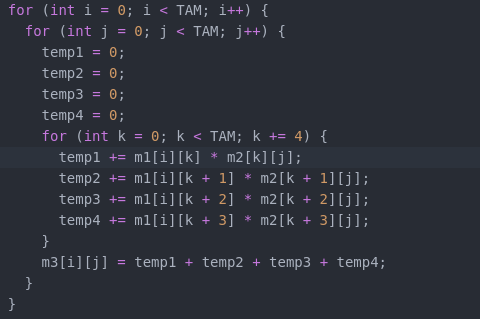 for (int i = 0; i < TAM; i++) {
  for (int j = 0; j < TAM; j++) {
    temp1 = 0;
    temp2 = 0;
    temp3 = 0;
    temp4 = 0;
    for (int k = 0; k < TAM; k += 4) {
      temp1 += m1[i][k] * m2[k][j];
      temp2 += m1[i][k + 1] * m2[k + 1][j];
      temp3 += m1[i][k + 2] * m2[k + 2][j];
      temp4 += m1[i][k + 3] * m2[k + 3][j];
    }
    m3[i][j] = temp1 + temp2 + temp3 + temp4;
  }
}